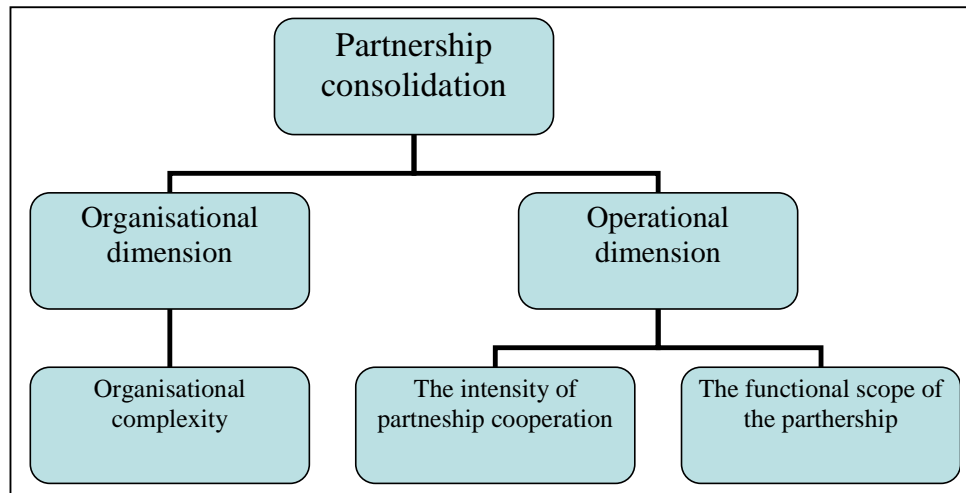 Partnership
consolidation
Organisational
dimension
Operational
dimension
Organisational
complexity
The intensity of
partneship cooperation
The functional scope of
the parthership